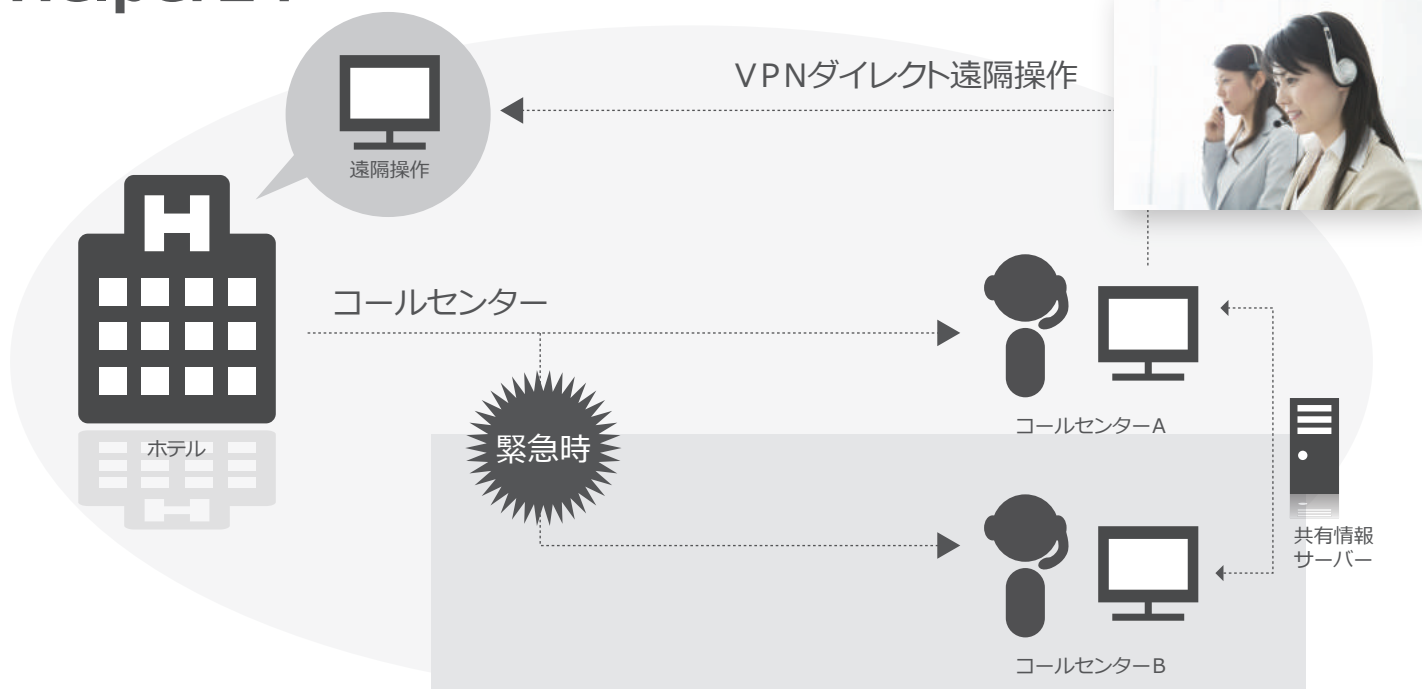 VPNダイレクト遠隔操作
遠隔操作
コールセンター
ホテル
緊急時
コールセンターA
共有情報
サーバー
コールセンターB